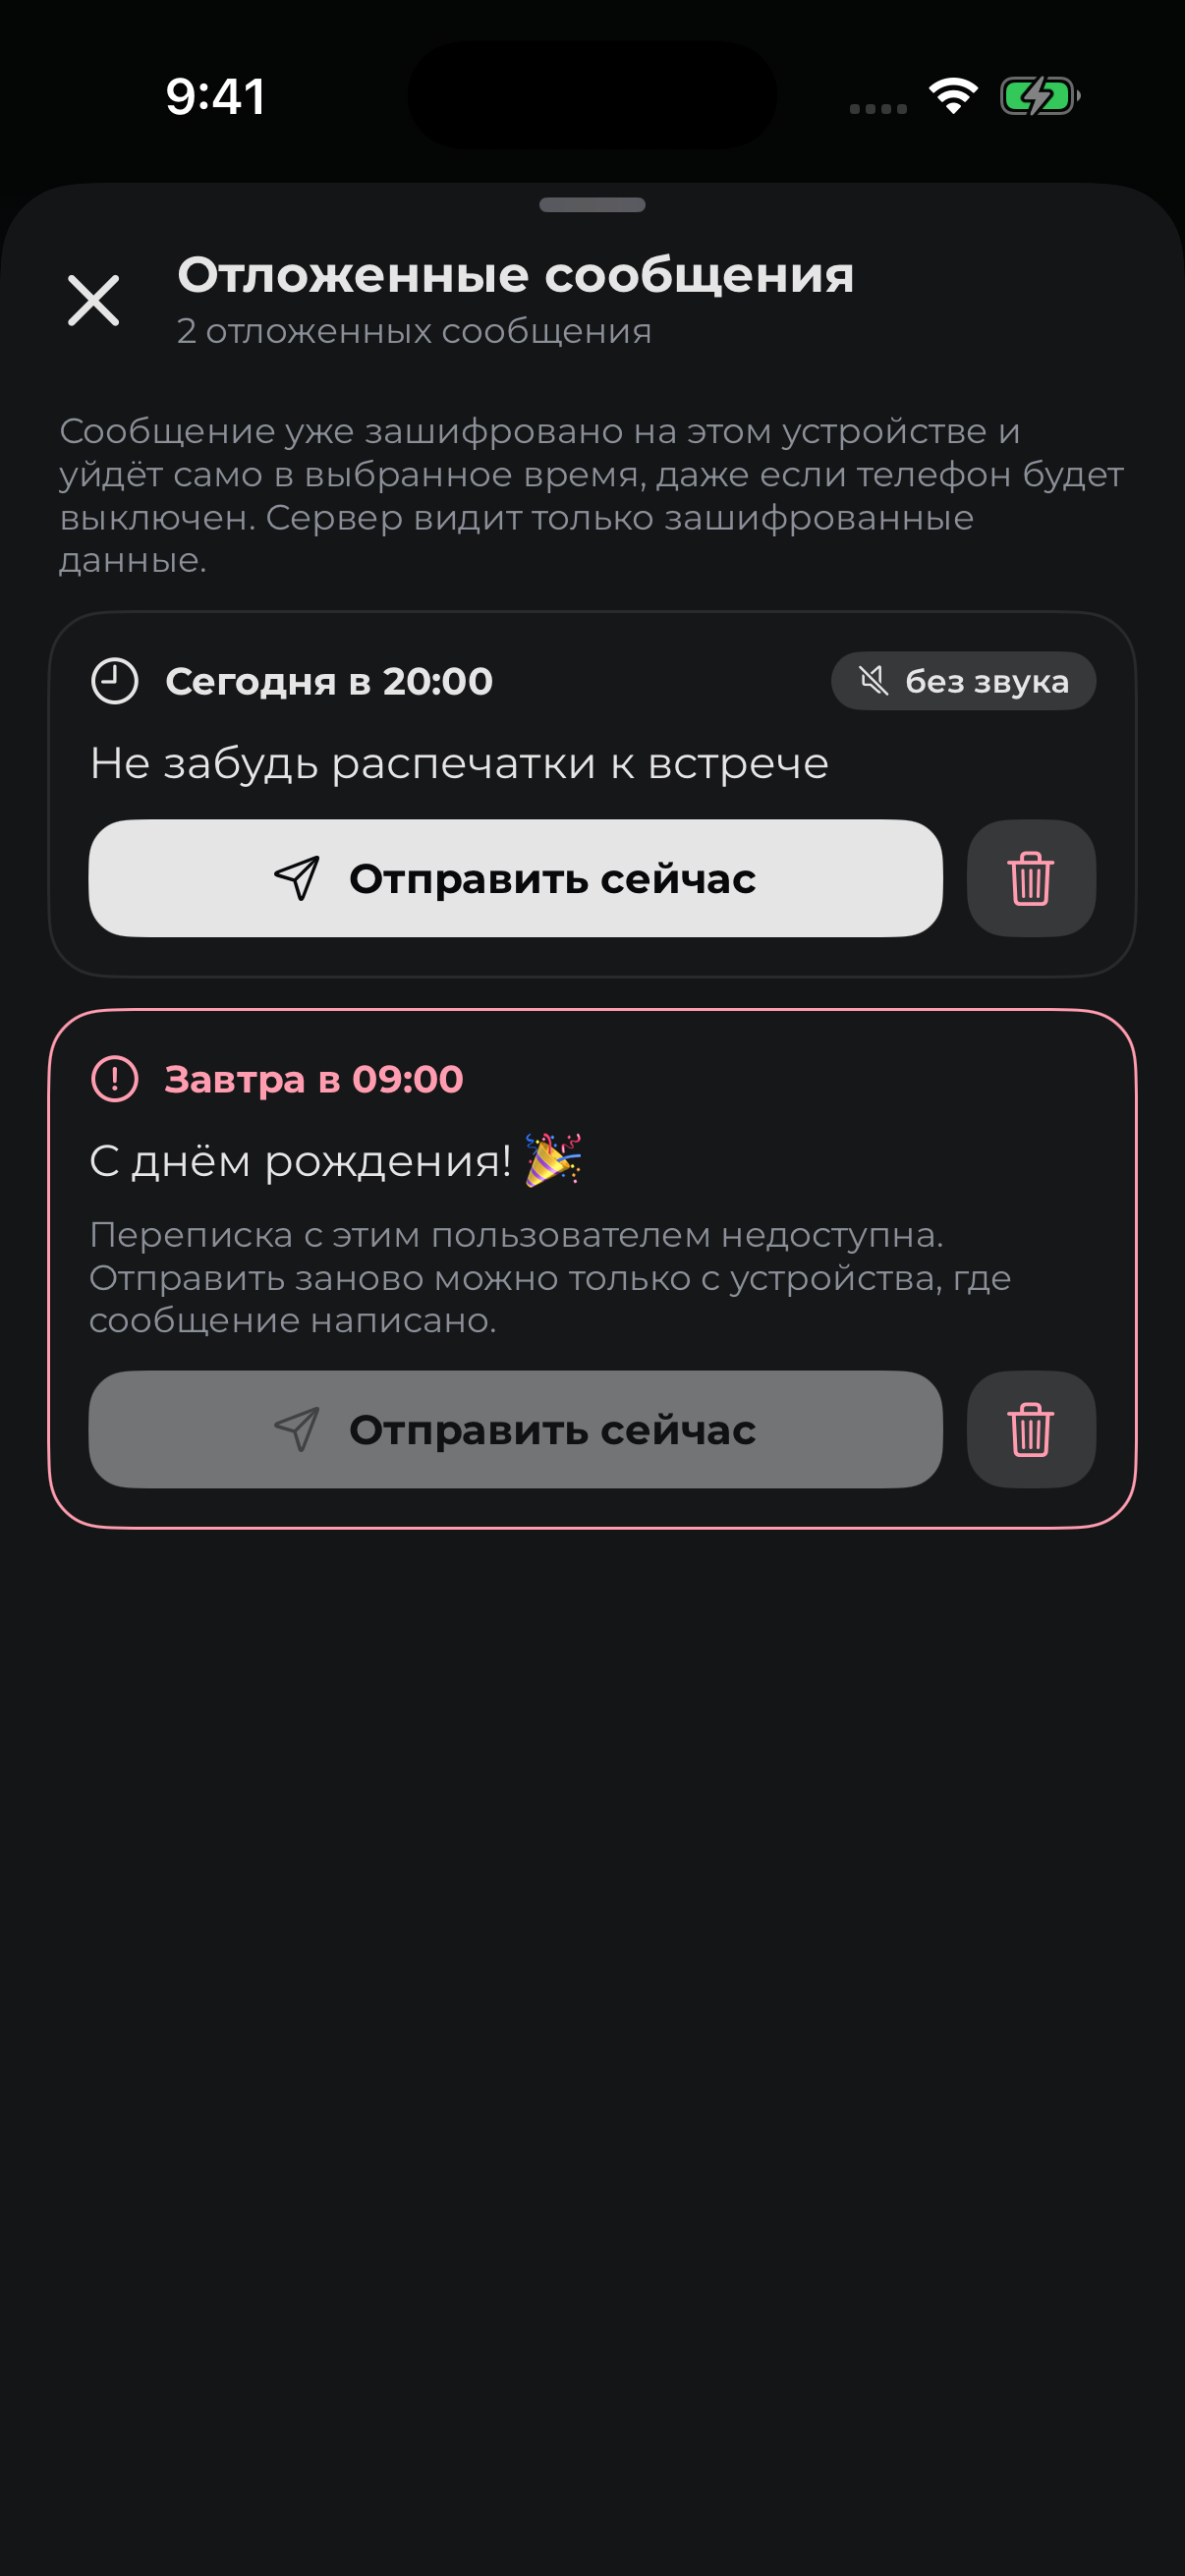 9:41
Отложенные сообщения
2 отложенных сообщения
Сообщение уже зашифровано на этом устройстве и
уйдёт само в выбранное время, даже если телефон будет
выключен. Сервер видит только зашифрованные
данные.
Сегодня в 20:00
без звука
Не забудь распечатки к встрече
Отправить сейчас
Завтра в 09:00
С днём рождения! 🎉
Переписка с этим пользователем недоступна.
Отправить заново можно только с устройства, где
сообщение написано.
Отправить сейчас